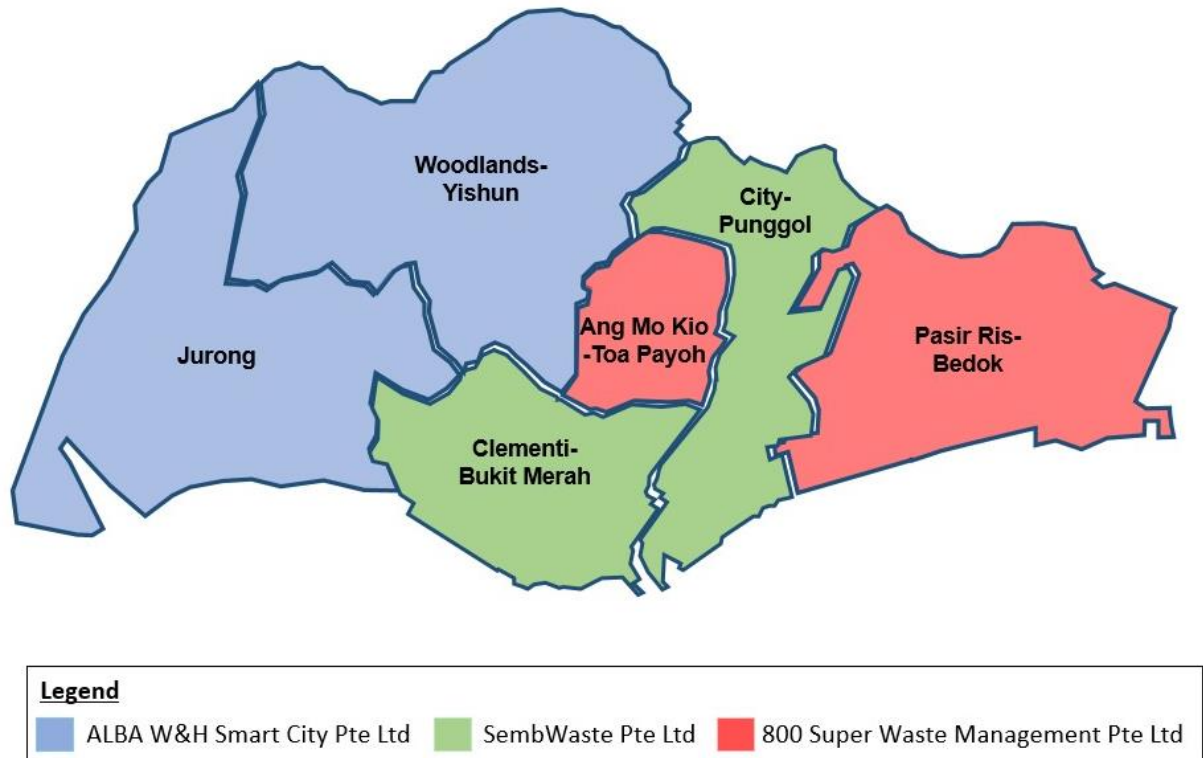 Woodlands-
Yishun
City-
Punggol
Ang Mo Kio
-Toa Payoh
Pasir Ris-
Bedok
Jurong
Clementi-
Bukit Merah
Legend
ALBA W&H Smart City Pte Ltd
SembWaste Pte Ltd
800 Super Waste Management Pte Ltd